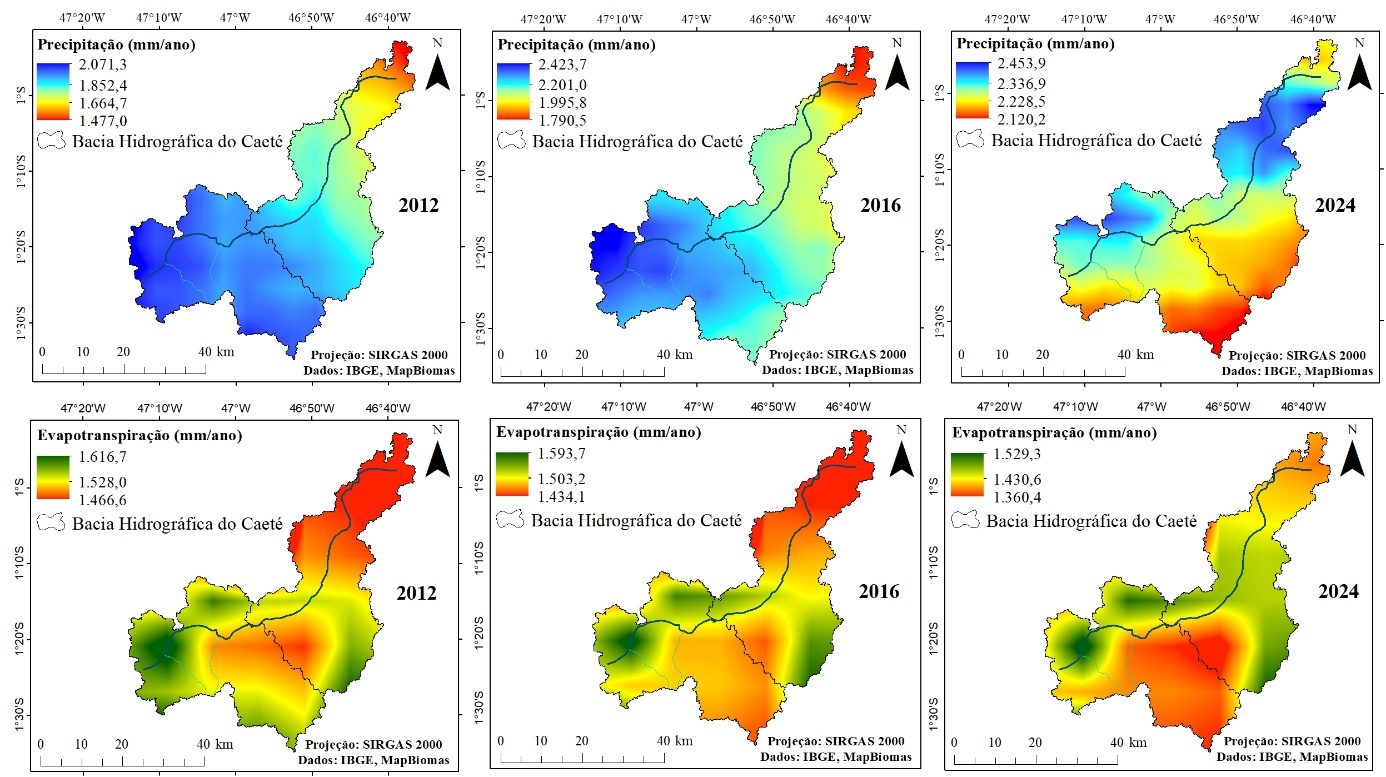 47°20'W 47°10'W 47°W 46°50'W 46°40'W
Precipitação (mm/ano)
N
2.071,3
1.852,4
1.664,7
1.477,0
Bacia Hidrográfica do Caeté
2012
1°S
1°10'S
1°20'S
1°30'S
0 10 20 40 km
Projeção: SIRGAS 2000
Dados: IBGE, MapBiomas
47°20'W 47°10'W 47°W 46°50'W 46°40'W
Precipitação (mm/ano)
N
2.423,7
2.201,0
1.995,8
1.790,5
Bacia Hidrográfica do Caeté
2016
1°S
1°10'S
1°20'S
1°30'S
0 10 20 40 km
Projeção: SIRGAS 2000
Dados: IBGE, MapBiomas
47°20'W 47°10'W 47°W 46°50'W 46°40'W
Precipitação (mm/ano)
N
2.453,9
2.336,9
2.228,5
2.120,2
Bacia Hidrográfica do Caeté
2024
1°S
1°10'S
1°20'S
1°30'S
0 10 20 40 km
Projeção: SIRGAS 2000
Dados: IBGE, MapBiomas
47°20'W 47°10'W 47°W 46°50'W 46°40'W
Evapotranspiração (mm/ano)
N
1.616,7
1.528,0
1.466,6
Bacia Hidrográfica do Caeté
2012
1°S
1°10'S
1°20'S
1°30'S
0 10 20 40 km
Projeção: SIRGAS 2000
Dados: IBGE, MapBiomas
47°20'W 47°10'W 47°W 46°50'W 46°40'W
Evapotranspiração (mm/ano)
N
1.593,7
1.503,2
1.434,1
Bacia Hidrográfica do Caeté
2016
1°S
1°10'S
1°20'S
1°30'S
0 10 20 40 km
Projeção: SIRGAS 2000
Dados: IBGE, MapBiomas
47°20'W 47°10'W 47°W 46°50'W 46°40'W
Evapotranspiração (mm/ano)
N
1.529,3
1.430,6
1.360,4
Bacia Hidrográfica do Caeté
2024
1°S
1°10'S
1°20'S
1°30'S
0 10 20 40 km
Projeção: SIRGAS 2000
Dados: IBGE, MapBiomas